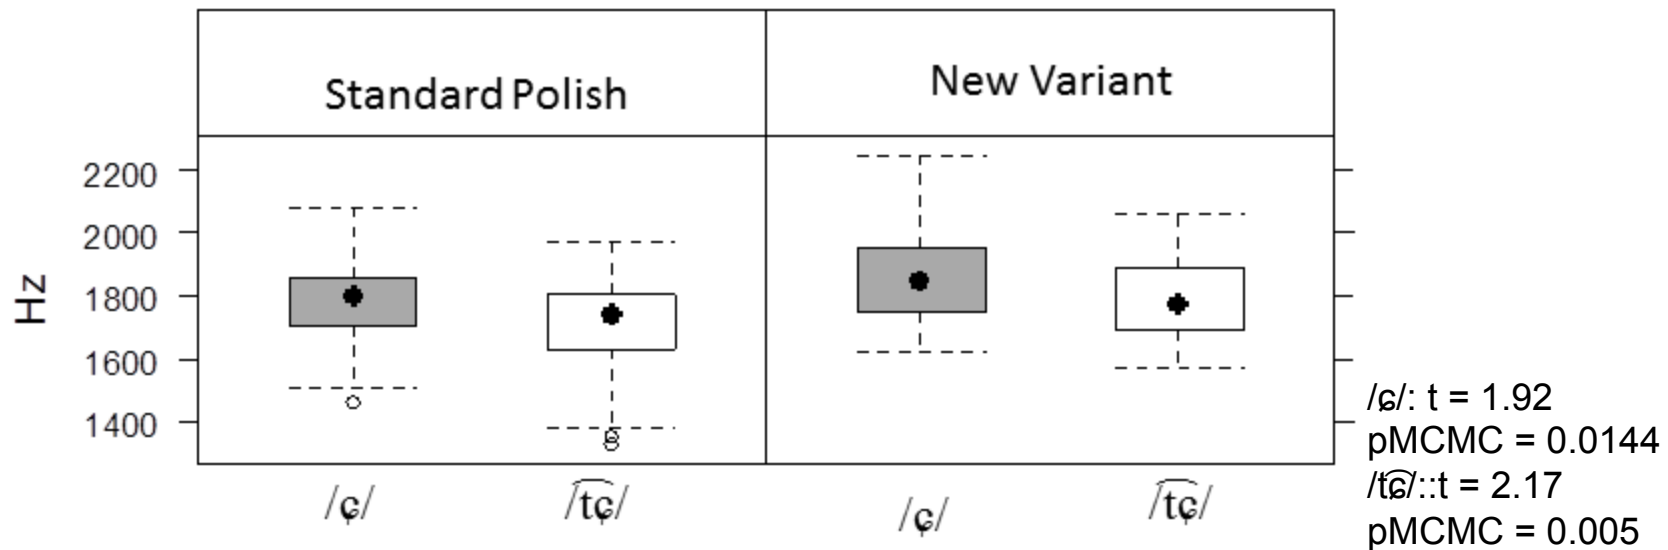 Standard Polish
New Variant
Hz
2200
2000
1800
1600
1400
/ɕ/
/t͡ɕ/
/ɕ/
/t͡ɕ/
/ɕ/: t = 1.92
pMCMC = 0.0144
/t͡ɕ/::t = 2.17
pMCMC = 0.005